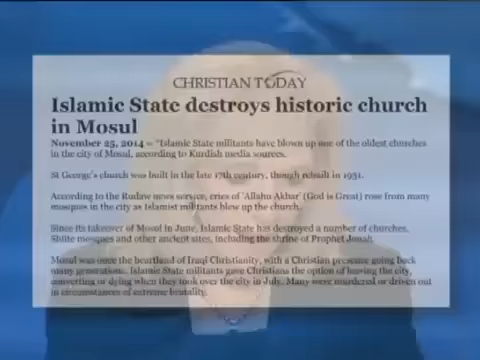 CHRISTIAN TODAY
Islamic State destroys historic church
in Mosul
November 25, 2014 – "Islamic State militants have blown up one of the oldest churches
in the city of Mosul, according to Kurdish media sources.
St George's church was built in the late 17th century, though rebuilt in 1931.
According to the Rudaw news service, cries of 'Allahu Akbar' (God is Great) rose from many
mosques in the city as Islamist militants blew up the church.
Since its takeover of Mosul in June, Islamic State has destroyed a number of churches,
Shiite mosques and other ancient sites, including the shrine of Prophet Jonah.
Mosul was once the heartland of Iraqi Christianity, with a Christian presence going back
many generations. Islamic State militants gave Christians the option of leaving the city,
converting or dying when they took over the city in July. Many were murdered or driven out
in circumstances of extreme brutality.